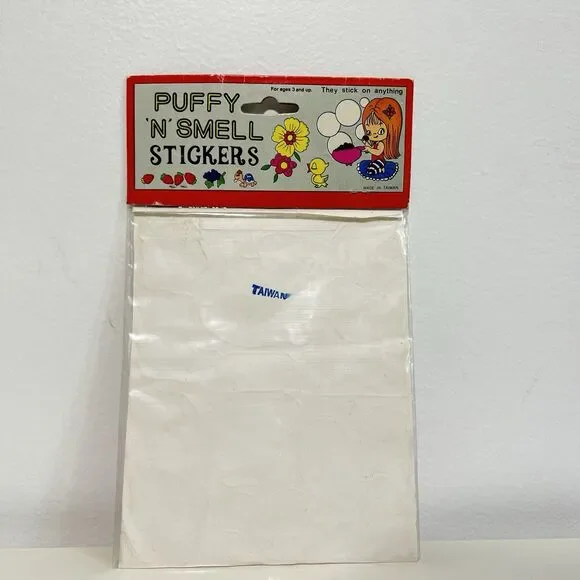 For ages 3 and up.
They stick on anything
PUFFY
'N' SMELL
STICKERS
MADE IN TAIWAN
TAIWAN